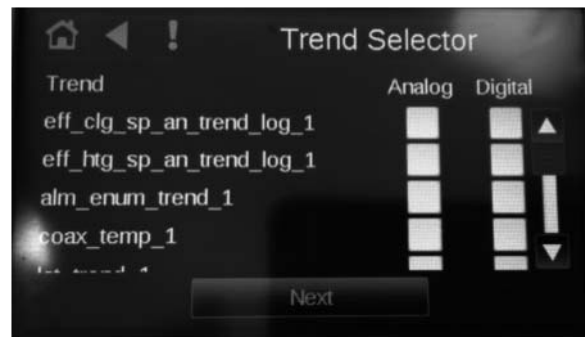 ! Trend Selector
Trend Analog Digital
eff_clg_sp_an_trend_log_1
eff_htg_sp_an_trend_log_1
alm_enum_trend_1
coax_temp_1
Next